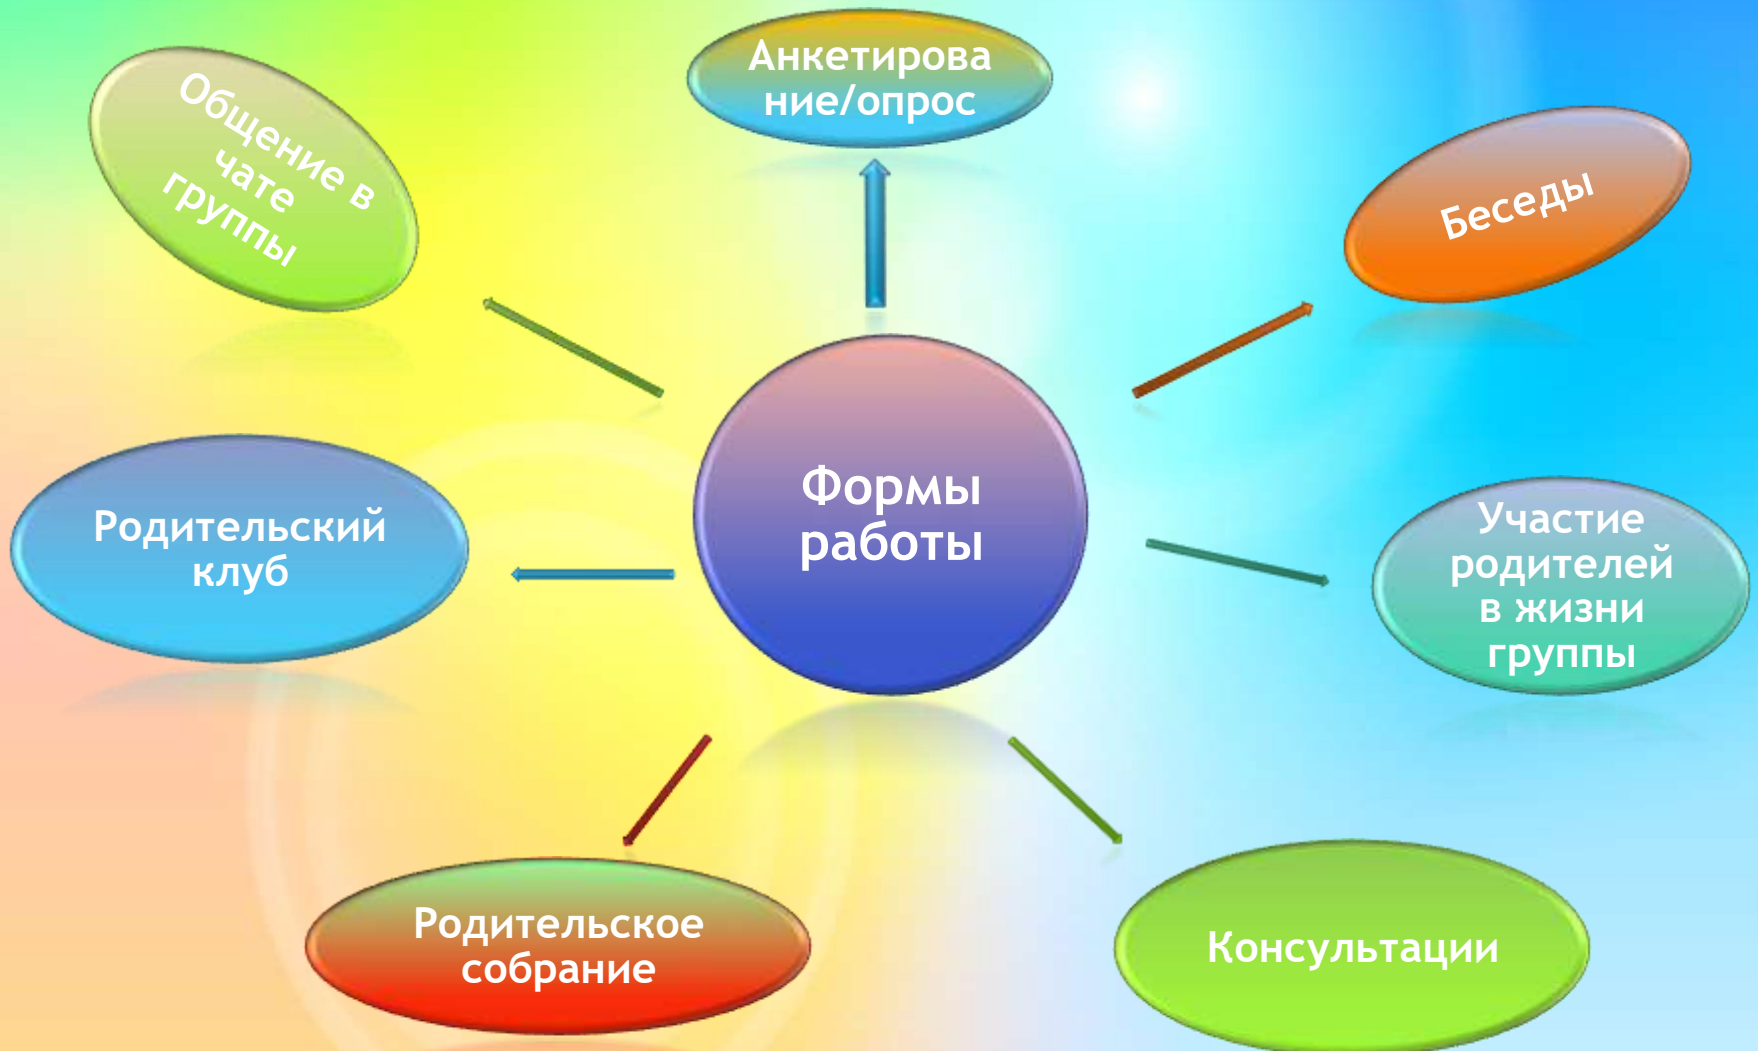 Анкетирова
ние/опрос
Общение в
чате
группы
Беседы
Формы
работы
Родительский
клуб
Участие
родителей
в жизни
группы
Родительское
собрание
Консультации